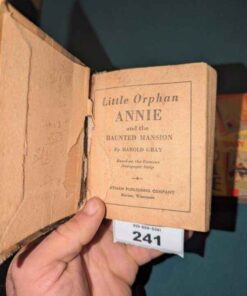 Little Orphan
ANNIE
and the
HAUNTED MANSION
By HAROLD GRAY
Based on the Famous
Newspaper Strip
WHITMAN PUBLISHING COMPANY
Racine, Wisconsin
241